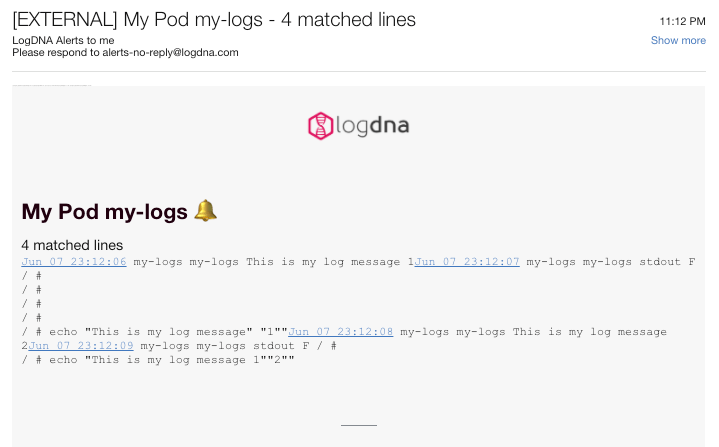 [EXTERNAL] My Pod my-logs - 4 matched lines
11:12 PM
LogDNA Alerts to me
Show more
Please respond to alerts-no-reply@logdna.com
logdna
My Pod my-logs 🔔
4 matched lines
Jun 07 23:12:06 my-logs my-logs This is my log message 1Jun 07 23:12:07 my-logs my-logs stdout F
/ #
/ #
/ #
/ #
/ # echo "This is my log message" "1""Jun 07 23:12:08 my-logs my-logs This is my log message
2Jun 07 23:12:09 my-logs my-logs stdout F / #
/ # echo "This is my log message 1""2""